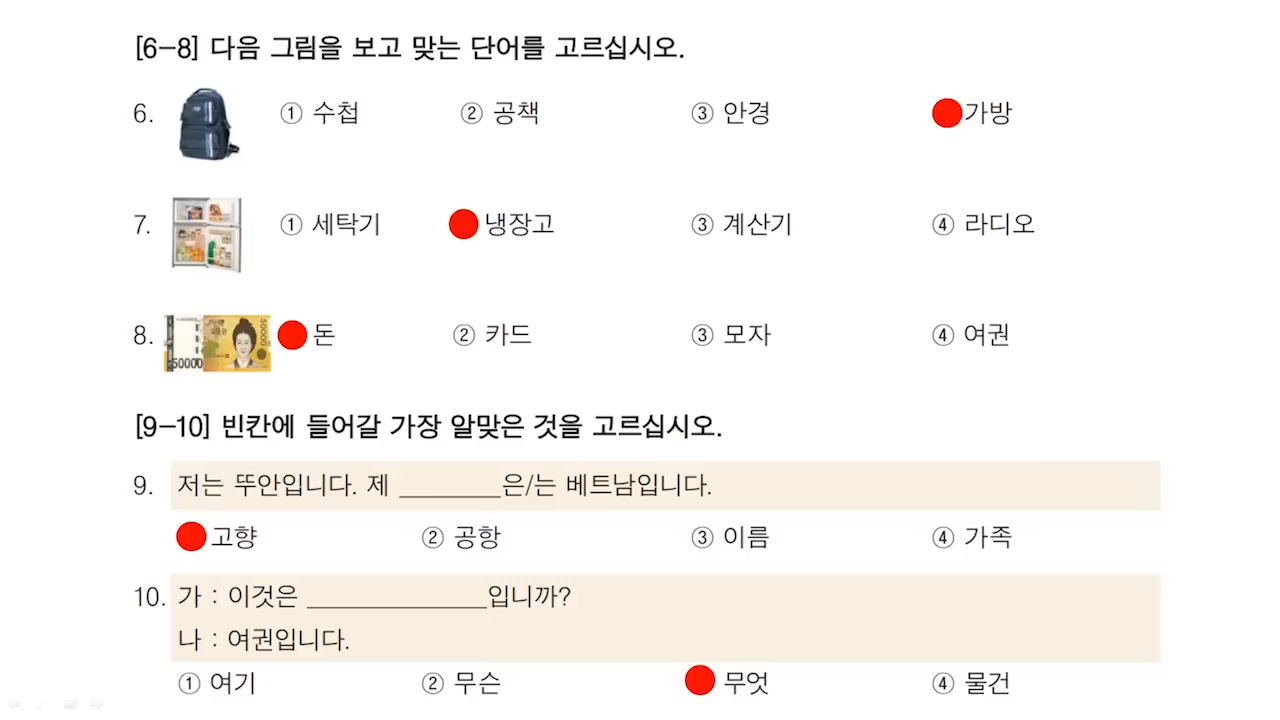 [6-8] 다음 그림을 보고 맞는 단어를 고르십시오.
6. ① 수첩 ② 공책 ③ 안경 가방
7. ① 세탁기 냉장고 ③ 계산기 ④ 라디오
8. 50000 50000 돈 ② 카드 ③ 모자 ④ 여권
[9-10] 빈칸에 들어갈 가장 알맞은 것을 고르십시오.
9. 저는 뚜안입니다. 제 ________은/는 베트남입니다.
고향 ② 공항 ③ 이름 ④ 가족
10. 가 : 이것은 ______________입니까?
나 : 여권입니다.
① 여기 ② 무슨 무엇 ④ 물건